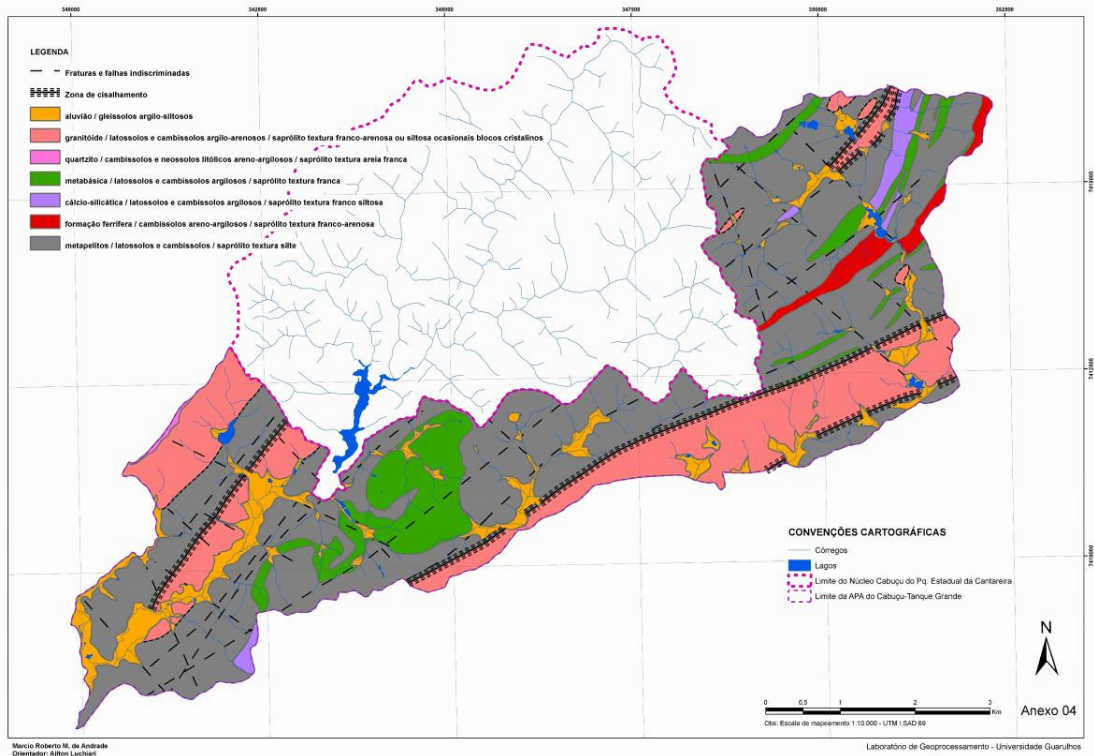 340000 342500 345000 347500 350000 352500
LEGENDA
Fraturas e falhas indiscriminadas
Zona de cisalhamento
aluvião / gleissolos argilo-siltosos
granitóide / latossolos e cambissolos argilo-arenosos / saprólito textura franco-arenosa ou siltosa ocasionais blocos cristalinos
quartzito / cambissolos e neossolos litólicos areno-argilosos / saprólito textura areia franca
metabásica / latossolos e cambissolos argilosos / saprólito textura franca
cálcio-silicática / latossolos e cambissolos argilosos / saprólito textura franco siltosa
formação ferrífera / cambissolos areno-argilosos / saprólito textura franco-arenosa
metapelitos / latossolos e cambissolos / saprólito textura silte
CONVENÇÕES CARTOGRÁFICAS
Córregos
Lagos
Limite do Núcleo Cabuçu do Pq. Estadual da Cantareira
Limite da APA do Cabuçu-Tanque Grande
N
0 0,5 1 2 3
Km
Anexo 04
Obs: Escala de mapeamento 1:10.000 - UTM \ SAD 69
Marcio Roberto M. de Andrade
Orientador: Ailton Luchiari
Laboratório de Geoprocessamento - Universidade Guarulhos